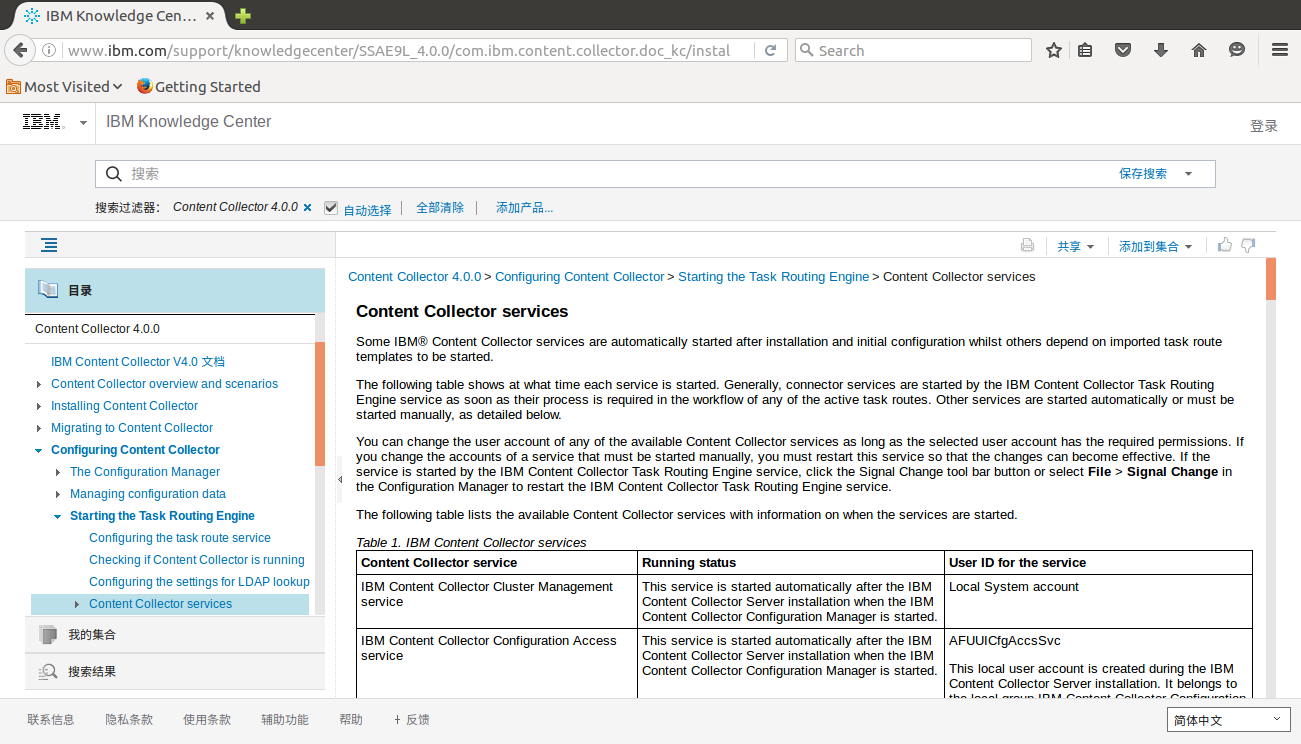 IBM Knowledge Cen...
www.ibm.com/support/knowledgecenter/SSAE9L_4.0.0/com.ibm.content.collector.doc_kc/instal
Search
Most Visited
Getting Started
IBM
IBM Knowledge Center
登录
搜索
保存搜索
搜索过滤器: Content Collector 4.0.0 自动选择 全部清除 添加产品...
共享
添加到集合
目录
Content Collector 4.0.0
IBM Content Collector V4.0 文档
Content Collector overview and scenarios
Installing Content Collector
Migrating to Content Collector
Configuring Content Collector
The Configuration Manager
Managing configuration data
Starting the Task Routing Engine
Configuring the task route service
Checking if Content Collector is running
Configuring the settings for LDAP lookup
Content Collector services
我的集合
搜索结果
Content Collector 4.0.0 > Configuring Content Collector > Starting the Task Routing Engine > Content Collector services
Content Collector services
Some IBM® Content Collector services are automatically started after installation and initial configuration whilst others depend on imported task route
templates to be started.
The following table shows at what time each service is started. Generally, connector services are started by the IBM Content Collector Task Routing
Engine service as soon as their process is required in the workflow of any of the active task routes. Other services are started automatically or must be
started manually, as detailed below.
You can change the user account of any of the available Content Collector services as long as the selected user account has the required permissions. If
you change the accounts of a service that must be started manually, you must restart this service so that the changes can become effective. If the
service is started by the IBM Content Collector Task Routing Engine service, click the Signal Change tool bar button or select File > Signal Change in
the Configuration Manager to restart the IBM Content Collector Task Routing Engine service.
The following table lists the available Content Collector services with information on when the services are started.
Table 1. IBM Content Collector services
Content Collector service
Running status
User ID for the service
IBM Content Collector Cluster Management
service
This service is started automatically after the IBM
Content Collector Server installation when the IBM
Content Collector Configuration Manager is started.
Local System account
IBM Content Collector Configuration Access
service
This service is started automatically after the IBM
Content Collector Server installation when the IBM
Content Collector Configuration Manager is started.
AFUUICfgAccsSvc
This local user account is created during the IBM
Content Collector Server installation. It belongs to
the local group IBM Content Collector Configuration
联系信息 隐私条款 使用条款 辅助功能 帮助 + 反馈
简体中文